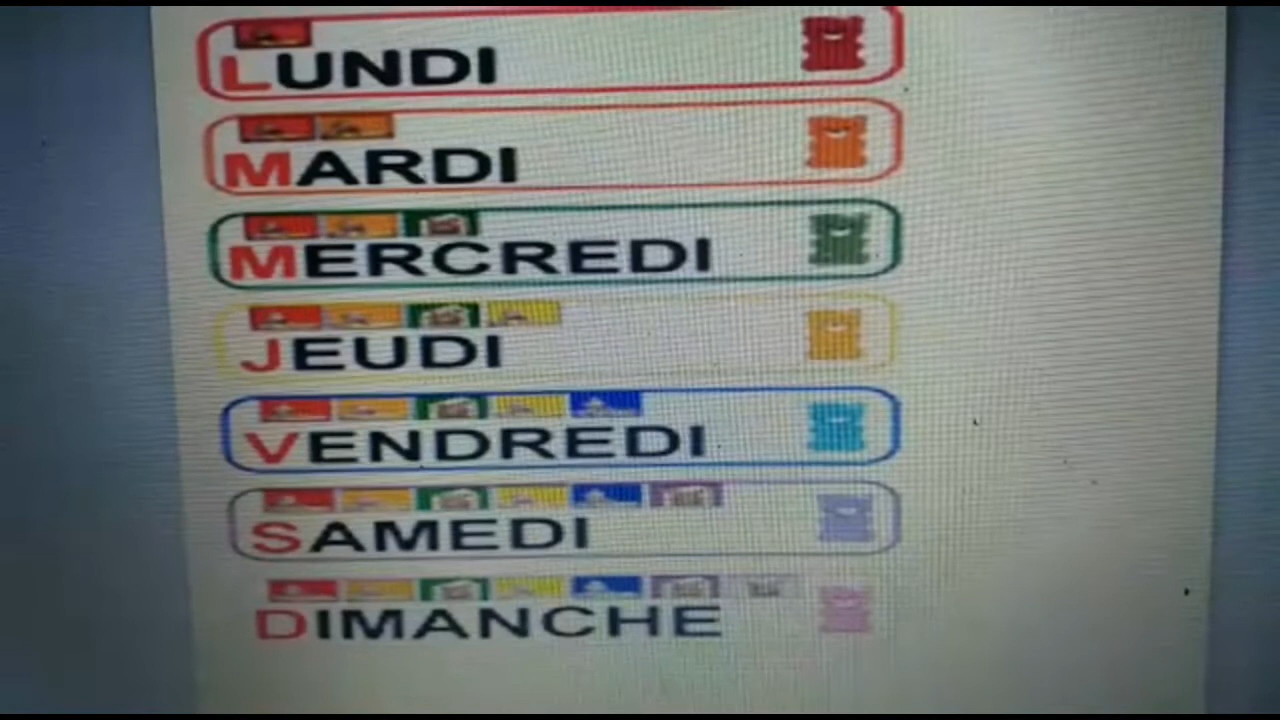 LUNDI
MARDI
MERCREDI
JEUDI
VENDREDI
SAMEDI
DIMANCHE